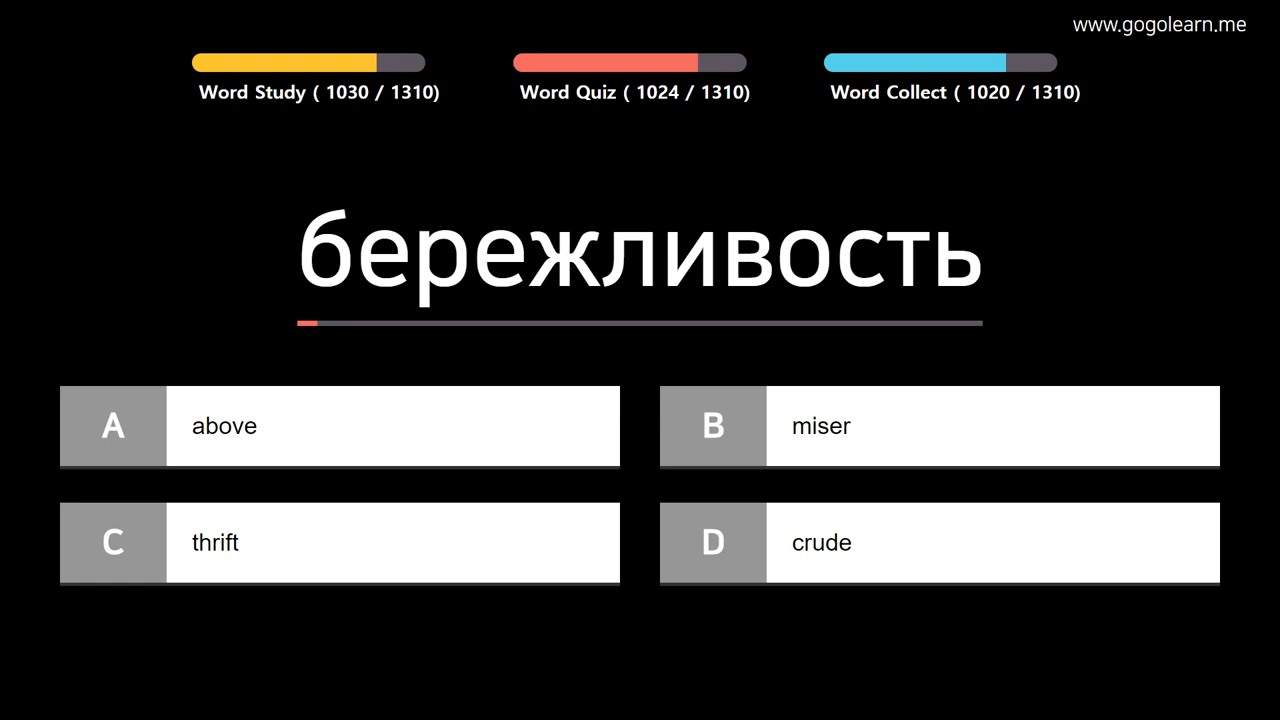 www.gogolearn.me
Word Study ( 1030 / 1310)
Word Quiz ( 1024 / 1310)
Word Collect ( 1020 / 1310)
бережливость
A above
B miser
C thrift
D crude